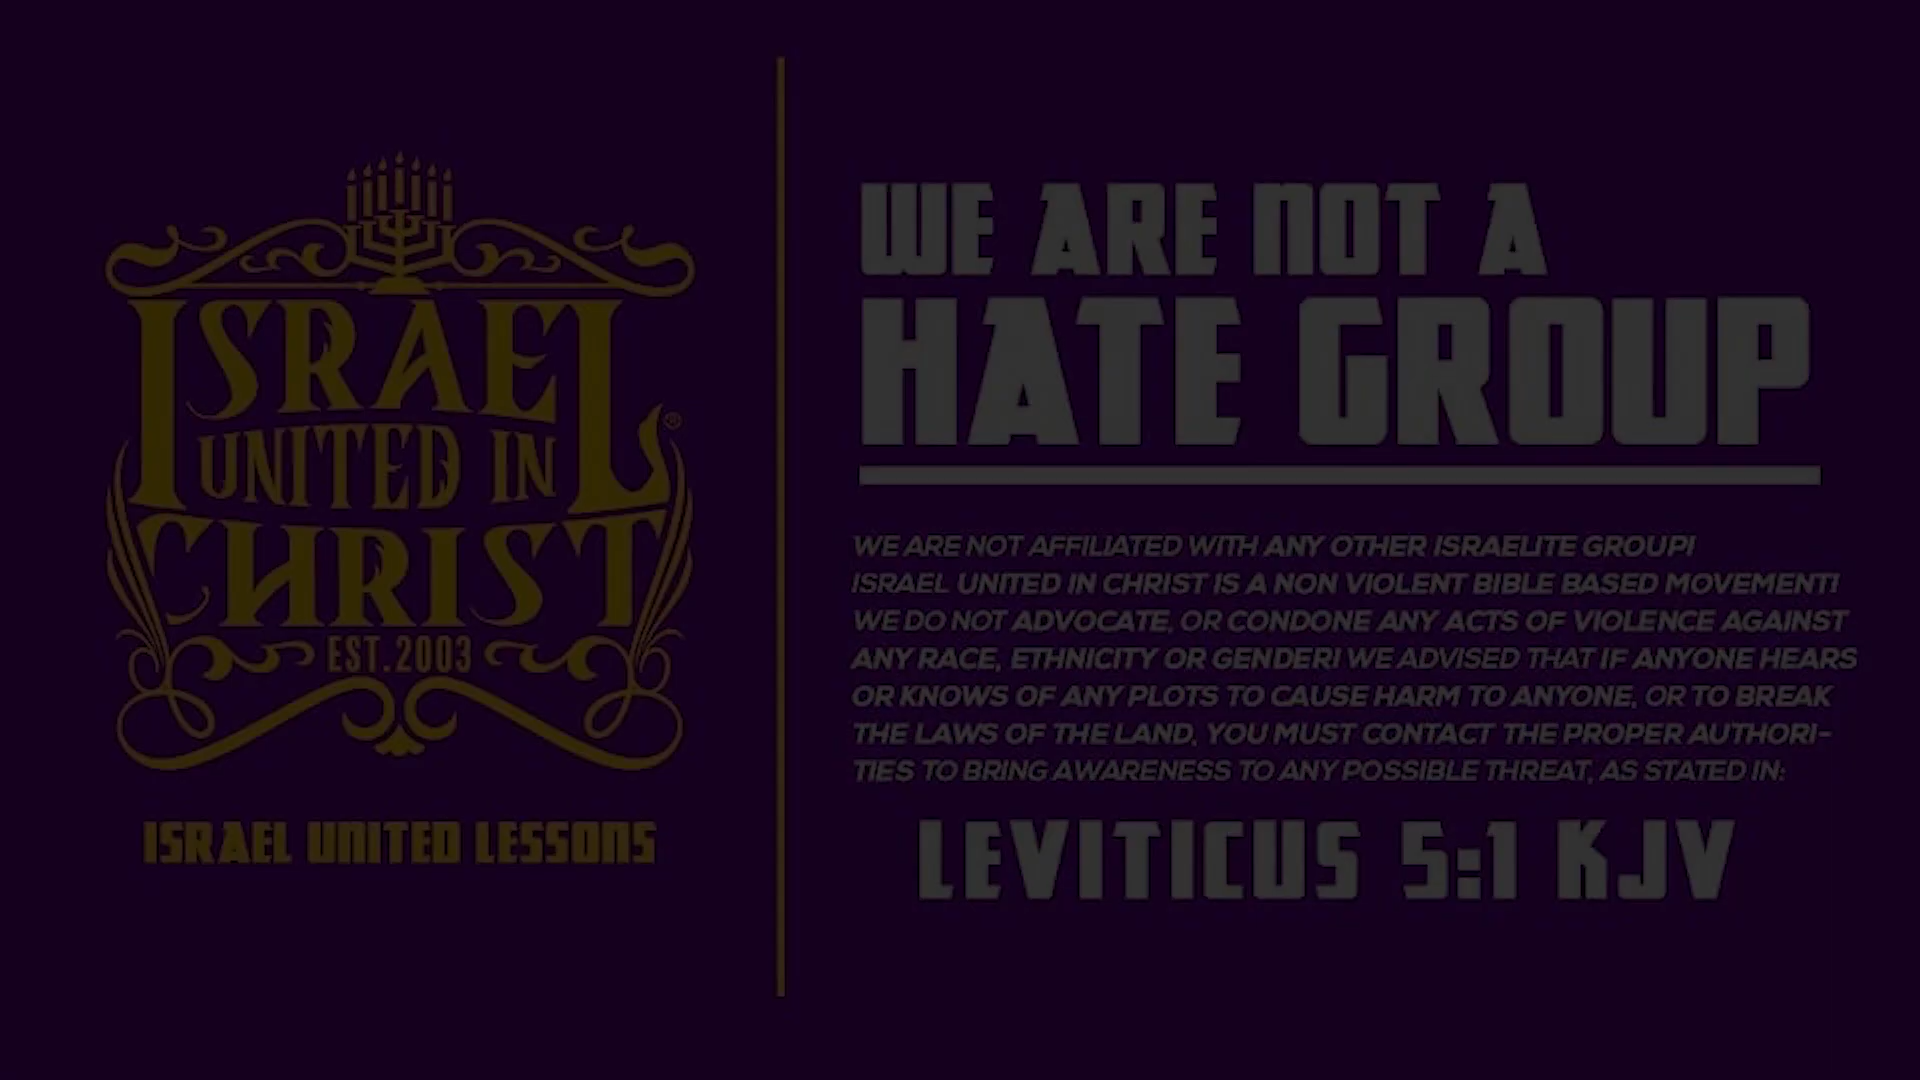 ISRAEL
UNITED IN
CHRIST
®
EST. 2003
ISRAEL UNITED LESSONS
WE ARE NOT A
HATE GROUP
WE ARE NOT AFFILIATED WITH ANY OTHER ISRAELITE GROUP!
ISRAEL UNITED IN CHRIST IS A NON VIOLENT BIBLE BASED MOVEMENT!
WE DO NOT ADVOCATE, OR CONDONE ANY ACTS OF VIOLENCE AGAINST
ANY RACE, ETHNICITY OR GENDER! WE ADVISED THAT IF ANYONE HEARS
OR KNOWS OF ANY PLOTS TO CAUSE HARM TO ANYONE, OR TO BREAK
THE LAWS OF THE LAND, YOU MUST CONTACT THE PROPER AUTHORI-
TIES TO BRING AWARENESS TO ANY POSSIBLE THREAT, AS STATED IN:
LEVITICUS 5:1 KJV